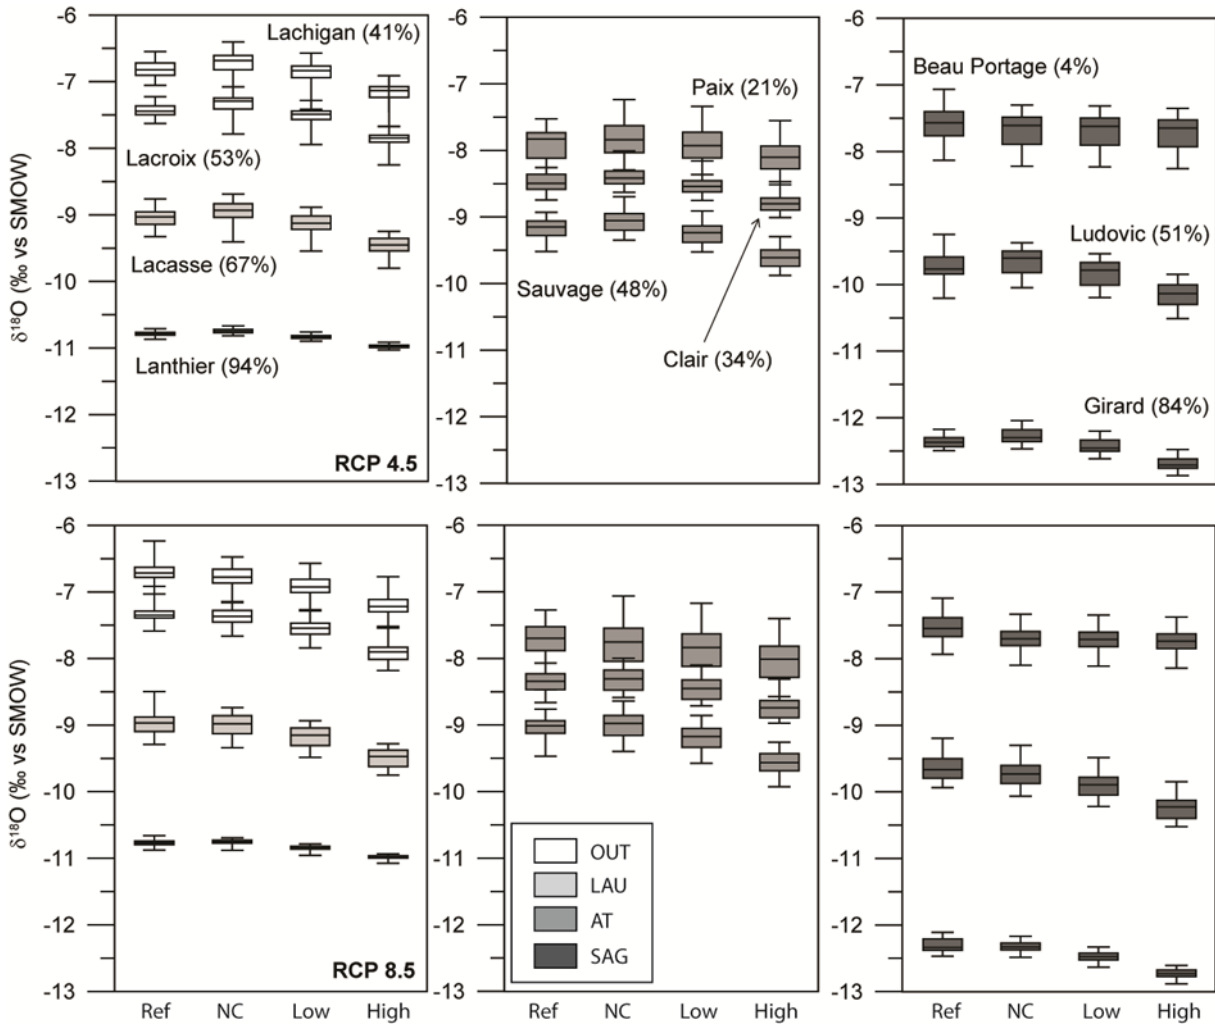 -6
-7
-8
-9
-10
-11
-12
-13
δ18O (‰ vs SMOW)
Lachigan (41%)
Lacroix (53%)
Lacasse (67%)
Lanthier (94%)
RCP 4.5
-6
-7
-8
-9
-10
-11
-12
-13
Paix (21%)
Sauvage (48%)
Clair (34%)
-6
-7
-8
-9
-10
-11
-12
-13
Beau Portage (4%)
Ludovic (51%)
Girard (84%)
-6
-7
-8
-9
-10
-11
-12
-13
δ18O (‰ vs SMOW)
RCP 8.5
Ref NC Low High
-6
-7
-8
-9
-10
-11
-12
-13
OUT
LAU
AT
SAG
Ref NC Low High
-6
-7
-8
-9
-10
-11
-12
-13
Ref NC Low High